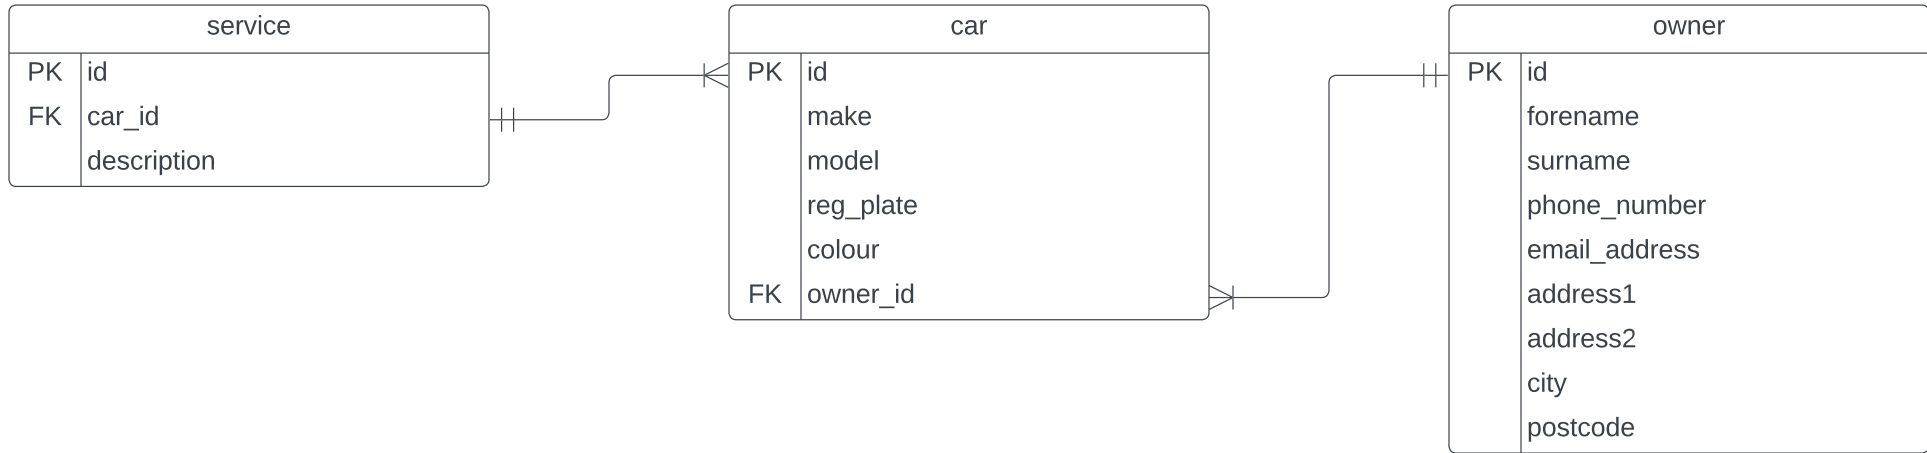 service
PK id
FK car_id
description
car
PK id
make
model
reg_plate
colour
FK owner_id
owner
PK id
forename
surname
phone_number
email_address
address1
address2
city
postcode